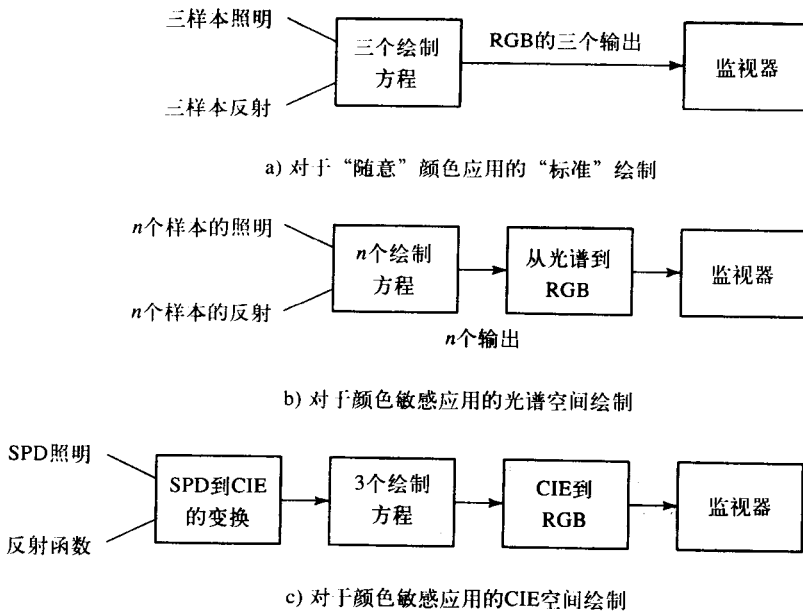 三样本照明
三个绘制
方程
RGB的三个输出
监视器
三样本反射
a) 对于“随意”颜色应用的“标准”绘制
n个样本的照明
n个绘制
方程
从光谱到
RGB
监视器
n个样本的反射
n个输出
b) 对于颜色敏感应用的光谱空间绘制
SPD照明
SPD到CIE
的变换
3个绘制
方程
CIE到
RGB
监视器
反射函数
c) 对于颜色敏感应用的CIE空间绘制